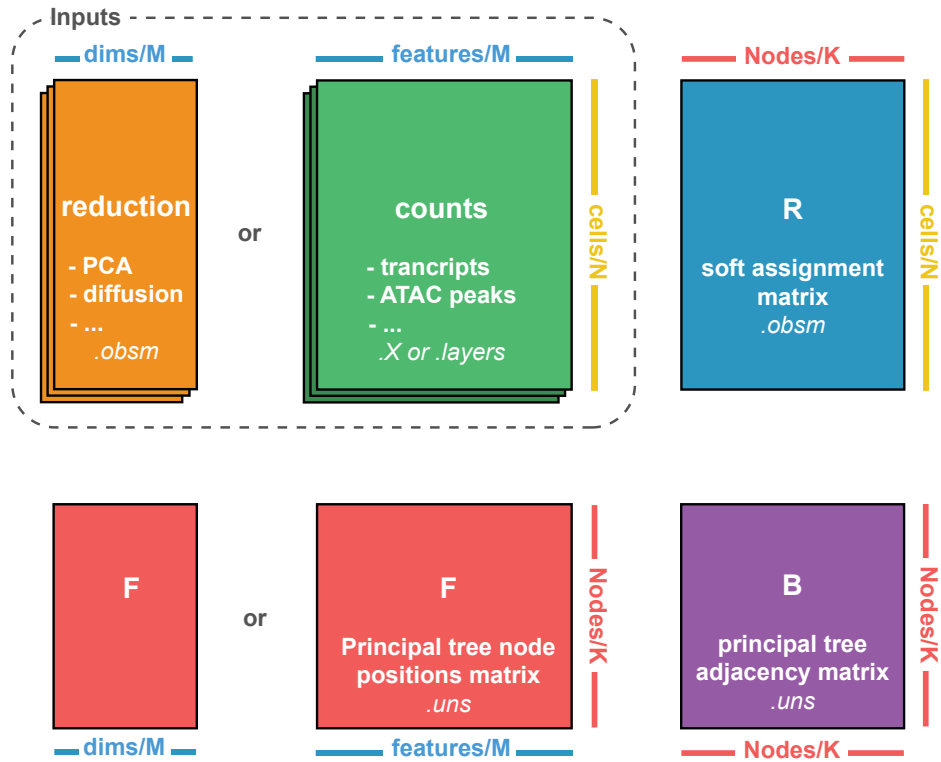 Inputs
dims/M
features/M
Nodes/K
reduction
- PCA
- diffusion
- ...
.obsm
or
counts
- trancripts
- ATAC peaks
- ...
.X or .layers
cells/N
R
soft assignment
matrix
.obsm
cells/N
F
or
F
Principal tree node
positions matrix
.uns
Nodes/K
B
principal tree
adjacency matrix
.uns
Nodes/K
dims/M
features/M
Nodes/K